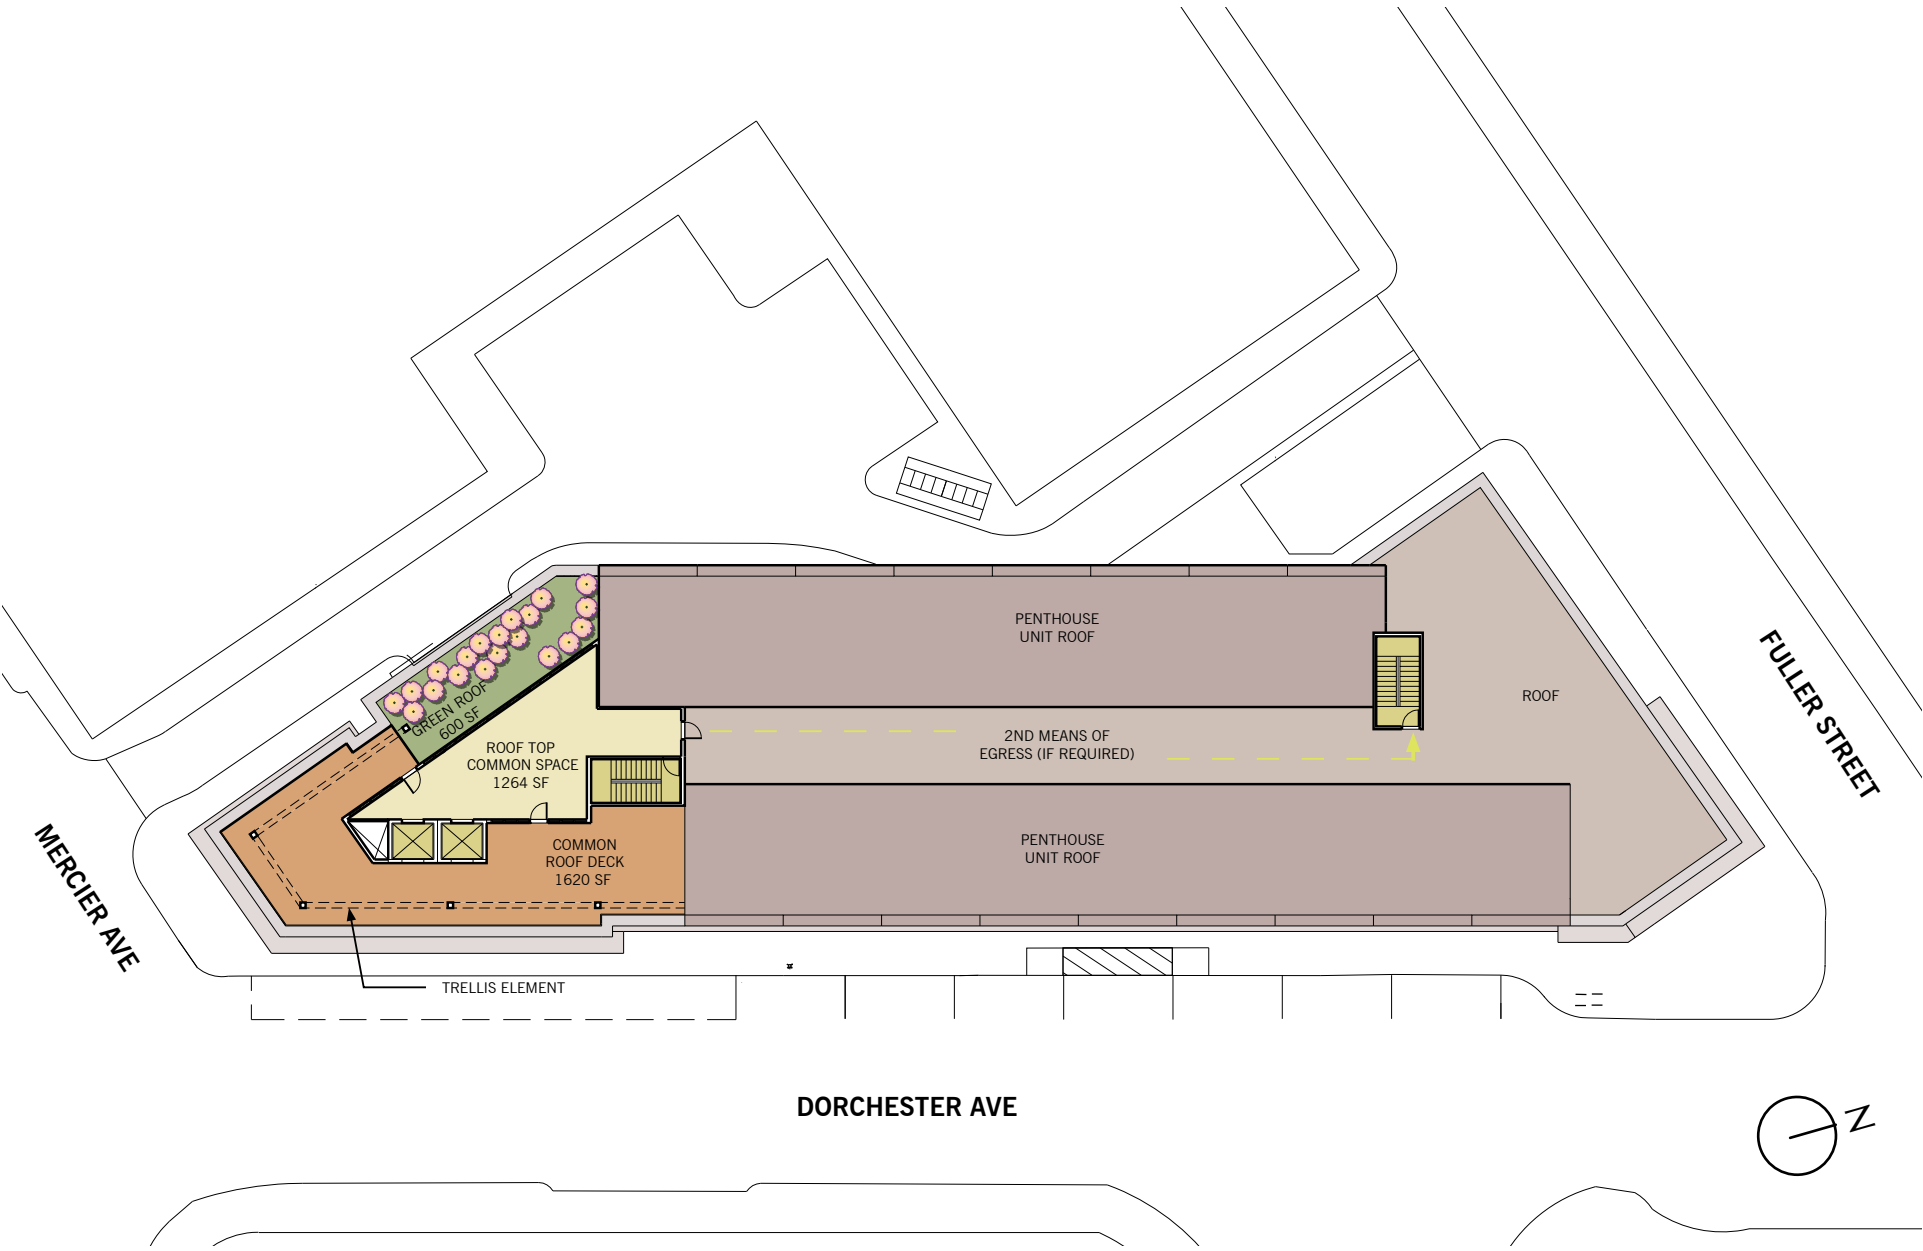 PENTHOUSE
UNIT ROOF
GREEN ROOF
600 SF
ROOF
FULLER STREET
ROOF TOP
COMMON SPACE
1264 SF
2ND MEANS OF
EGRESS (IF REQUIRED)
COMMON
ROOF DECK
1620 SF
PENTHOUSE
UNIT ROOF
MERCIER AVE
TRELLIS ELEMENT
DORCHESTER AVE
N